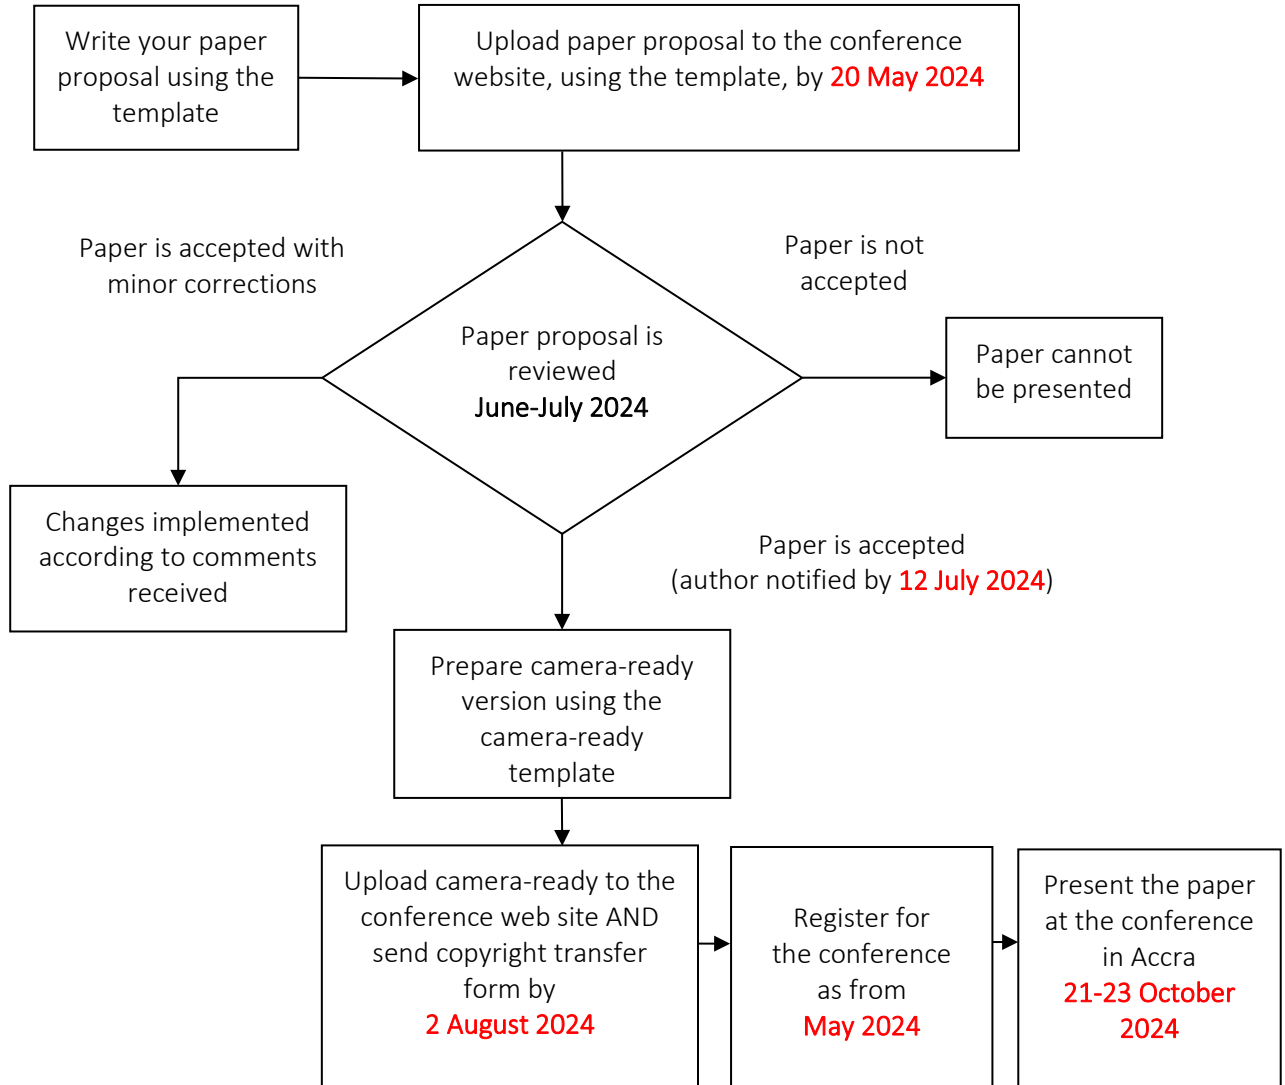 Write your paper
proposal using the
template
Upload paper proposal to the conference
website, using the template, by 20 May 2024
Paper is accepted with
minor corrections
Paper is not
accepted
Paper proposal is
reviewed
June-July 2024
Paper cannot
be presented
Changes implemented
according to comments
received
Paper is accepted
(author notified by 12 July 2024)
Prepare camera-ready
version using the
camera-ready
template
Upload camera-ready to the
conference web site AND
send copyright transfer
form by
2 August 2024
Register for
the conference
as from
May 2024
Present the paper
at the conference
in Accra
21-23 October
2024